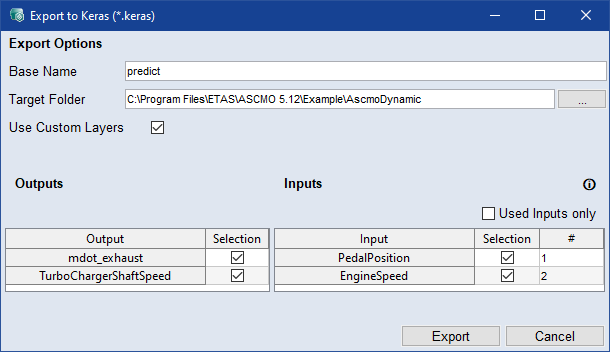 Export to Keras (*.keras)
Export Options
Base Name predict
Target Folder C:\Program Files\ETAS\ASCMO 5.12\Example\AscmoDynamic ...
Use Custom Layers
Outputs Inputs
Used Inputs only
Output Selection Input Selection #
mdot_exhaust PedalPosition 1
TurboChargerShaftSpeed EngineSpeed 2
Export Cancel